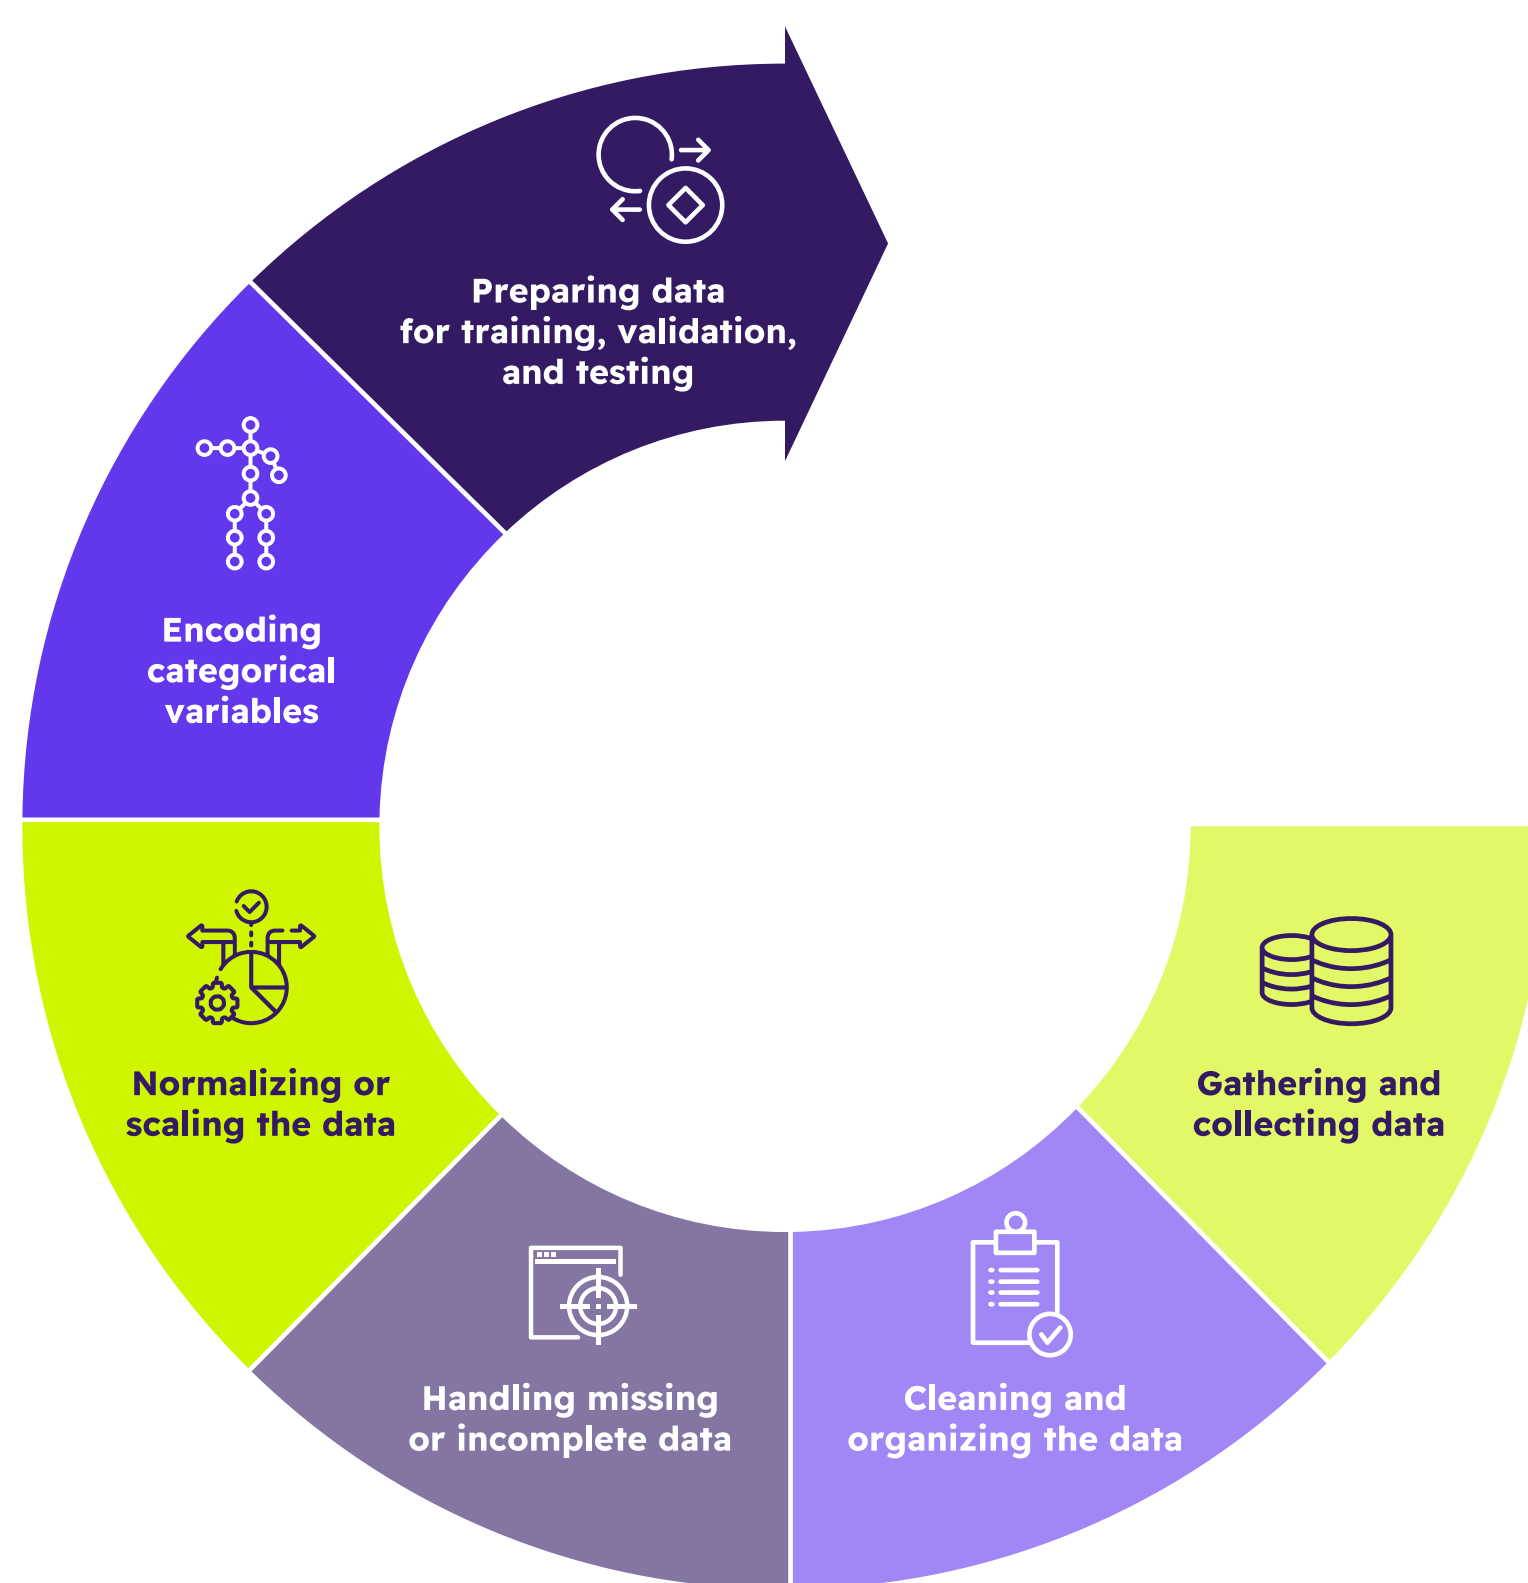 Preparing data
for training, validation,
and testing
Encoding
categorical
variables
Normalizing or
scaling the data
Gathering and
collecting data
Handling missing
or incomplete data
Cleaning and
organizing the data